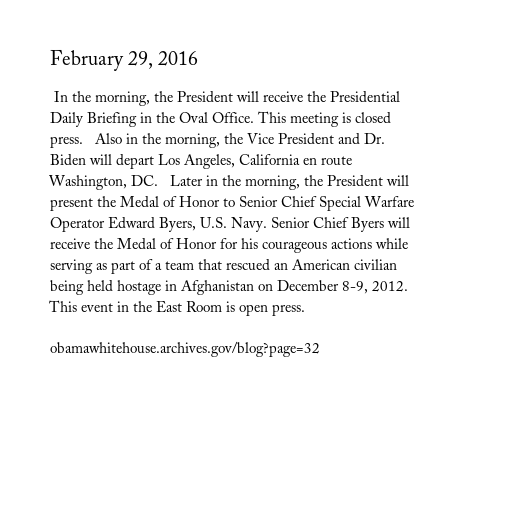 February 29, 2016
In the morning, the President will receive the Presidential
Daily Briefing in the Oval Office. This meeting is closed
press.   Also in the morning, the Vice President and Dr.
Biden will depart Los Angeles, California en route
Washington, DC.   Later in the morning, the President will
present the Medal of Honor to Senior Chief Special Warfare
Operator Edward Byers, U.S. Navy. Senior Chief Byers will
receive the Medal of Honor for his courageous actions while
serving as part of a team that rescued an American civilian
being held hostage in Afghanistan on December 8-9, 2012.
This event in the East Room is open press.
obamawhitehouse.archives.gov/blog?page=32